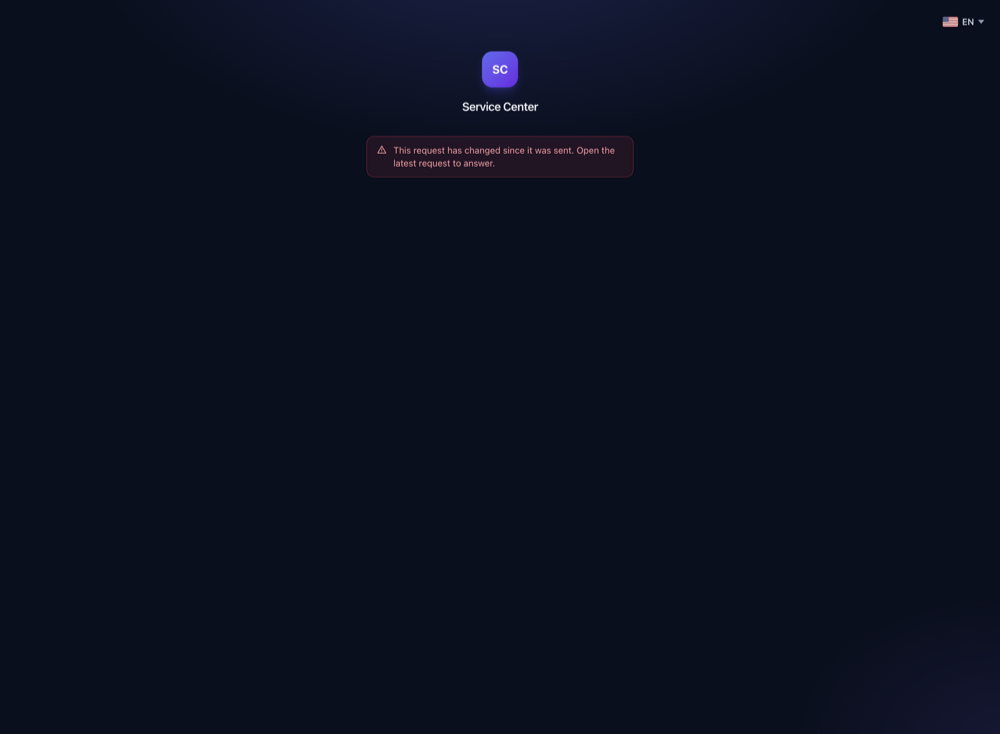 EN
SC
Service Center
This request has changed since it was sent. Open the
latest request to answer.